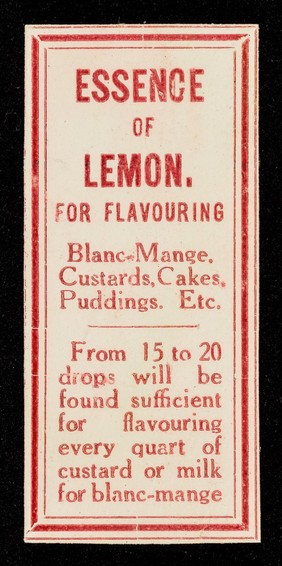 ESSENCE
OF
LEMON.
FOR FLAVOURING
Blanc-Mange,
Custards, Cakes,
Puddings. Etc.
From 15 to 20
drops will be
found sufficient
for flavouring
every quart of
custard or milk
for blanc-mange